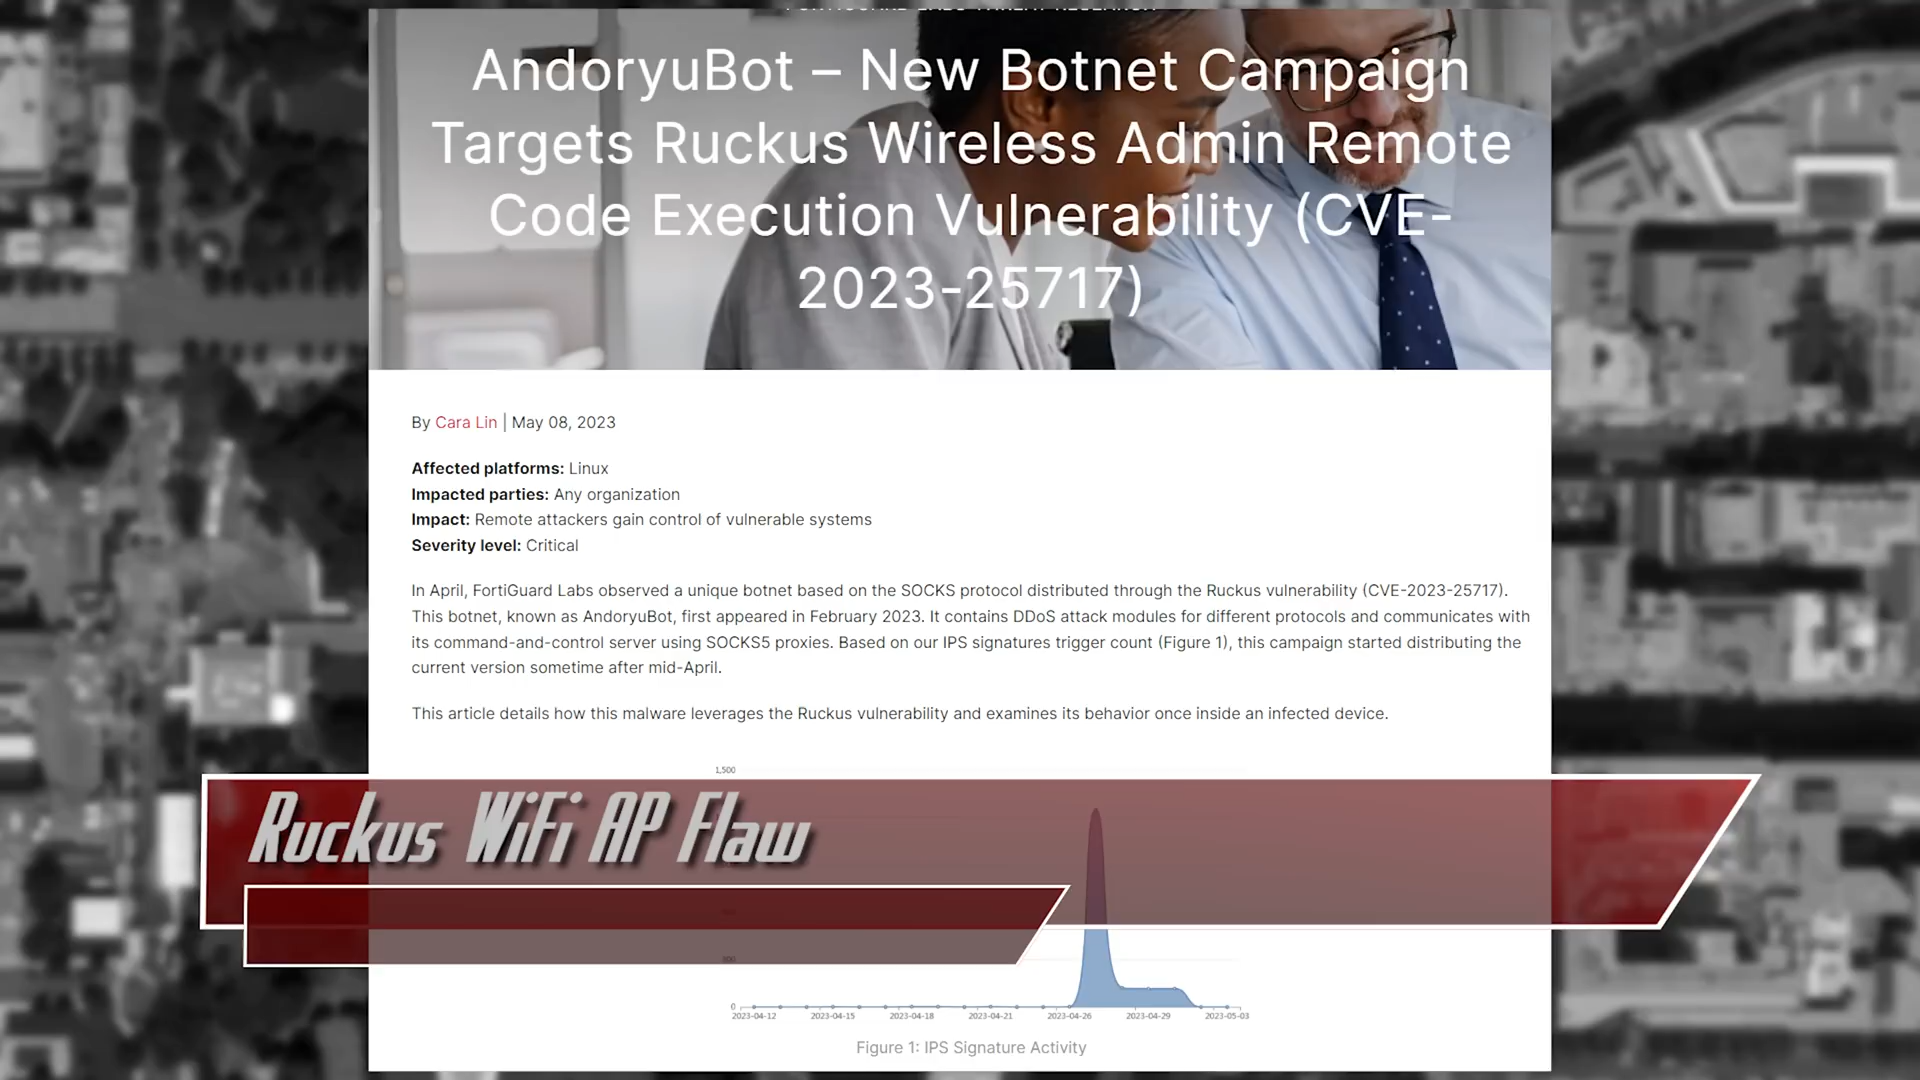 AndoryuBot – New Botnet Campaign
Targets Ruckus Wireless Admin Remote
Code Execution Vulnerability (CVE-
2023-25717)
By Cara Lin | May 08, 2023
Affected platforms: Linux
Impacted parties: Any organization
Impact: Remote attackers gain control of vulnerable systems
Severity level: Critical
In April, FortiGuard Labs observed a unique botnet based on the SOCKS protocol distributed through the Ruckus vulnerability (CVE-2023-25717).
This botnet, known as AndoryuBot, first appeared in February 2023. It contains DDoS attack modules for different protocols and communicates with
its command-and-control server using SOCKS5 proxies. Based on our IPS signatures trigger count (Figure 1), this campaign started distributing the
current version sometime after mid-April.
This article details how this malware leverages the Ruckus vulnerability and examines its behavior once inside an infected device.
1,500
Ruckus WiFi AP Flaw
0
2023-04-12 2023-04-15 2023-04-18 2023-04-21 2023-04-26 2023-04-29 2023-05-03
Figure 1: IPS Signature Activity